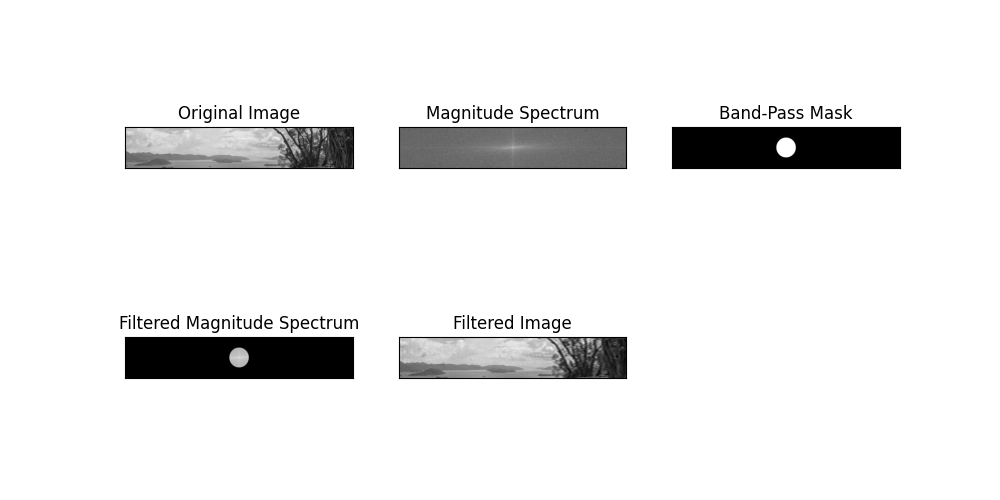 Original Image
Magnitude Spectrum
Band-Pass Mask
Filtered Magnitude Spectrum
Filtered Image